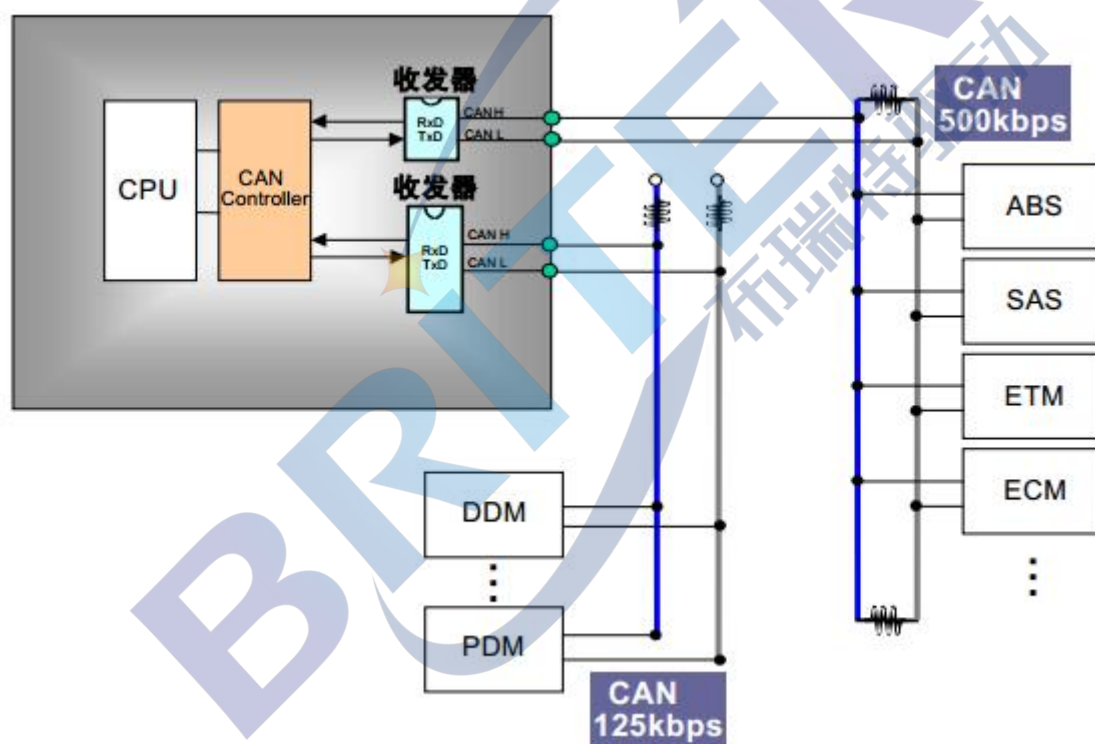 收发器
CAN
500kbps
CPU
CAN
Controller
RxD
TxD
CAN H
CAN L
收发器
RxD
TxD
CAN H
CAN L
ABS
SAS
ETM
ECM
DDM
PDM
CAN
125kbps
BRITER
布瑞特驱动